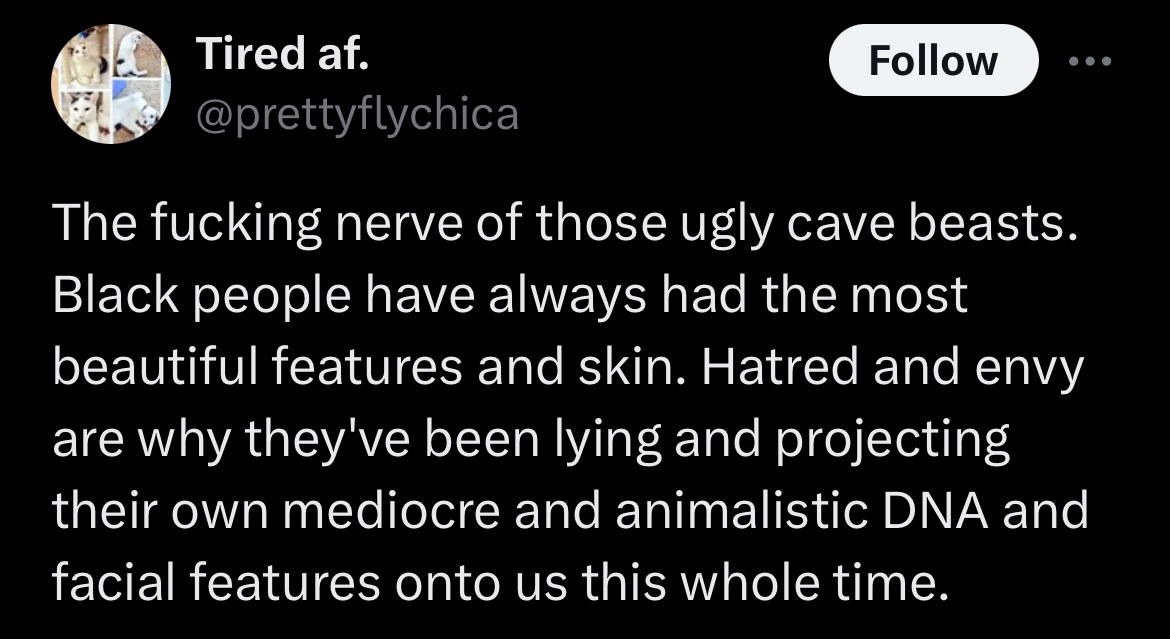 Tired af.
@prettyflychica
Follow
The fucking nerve of those ugly cave beasts.
Black people have always had the most
beautiful features and skin. Hatred and envy
are why they've been lying and projecting
their own mediocre and animalistic DNA and
facial features onto us this whole time.